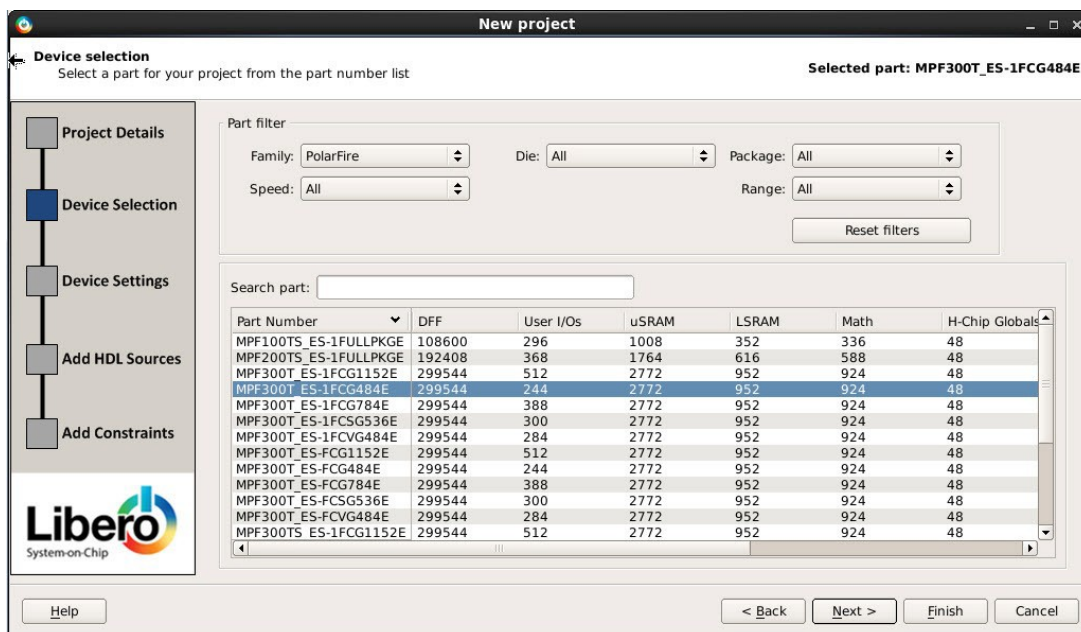 New project
Device selection
Select a part for your project from the part number list
Selected part: MPF300T_ES-1FCG484E
Project Details
Device Selection
Device Settings
Add HDL Sources
Add Constraints
Libero
System-on-Chip
Part filter
Family: PolarFire Die: All Package: All
Speed: All Range: All
Reset filters
Search part:
Part Number DFF User I/Os uSRAM LSRAM Math H-Chip Globals
MPF100TS_ES-1FULLPKGE 108600 296 1008 352 336 48
MPF200TS_ES-1FULLPKGE 192408 368 1764 616 588 48
MPF300T_ES-1FCG1152E 299544 512 2772 952 924 48
MPF300T_ES-1FCG484E 299544 244 2772 952 924 48
MPF300T_ES-1FCG784E 299544 388 2772 952 924 48
MPF300T_ES-1FCSG536E 299544 300 2772 952 924 48
MPF300T_ES-1FCVG484E 299544 284 2772 952 924 48
MPF300T_ES-FCG1152E 299544 512 2772 952 924 48
MPF300T_ES-FCG484E 299544 244 2772 952 924 48
MPF300T_ES-FCG784E 299544 388 2772 952 924 48
MPF300T_ES-FCSG536E 299544 300 2772 952 924 48
MPF300T_ES-FCVG484E 299544 284 2772 952 924 48
MPF300TS_ES-1FCG1152E 299544 512 2772 952 924 48
Help < Back Next > Finish Cancel